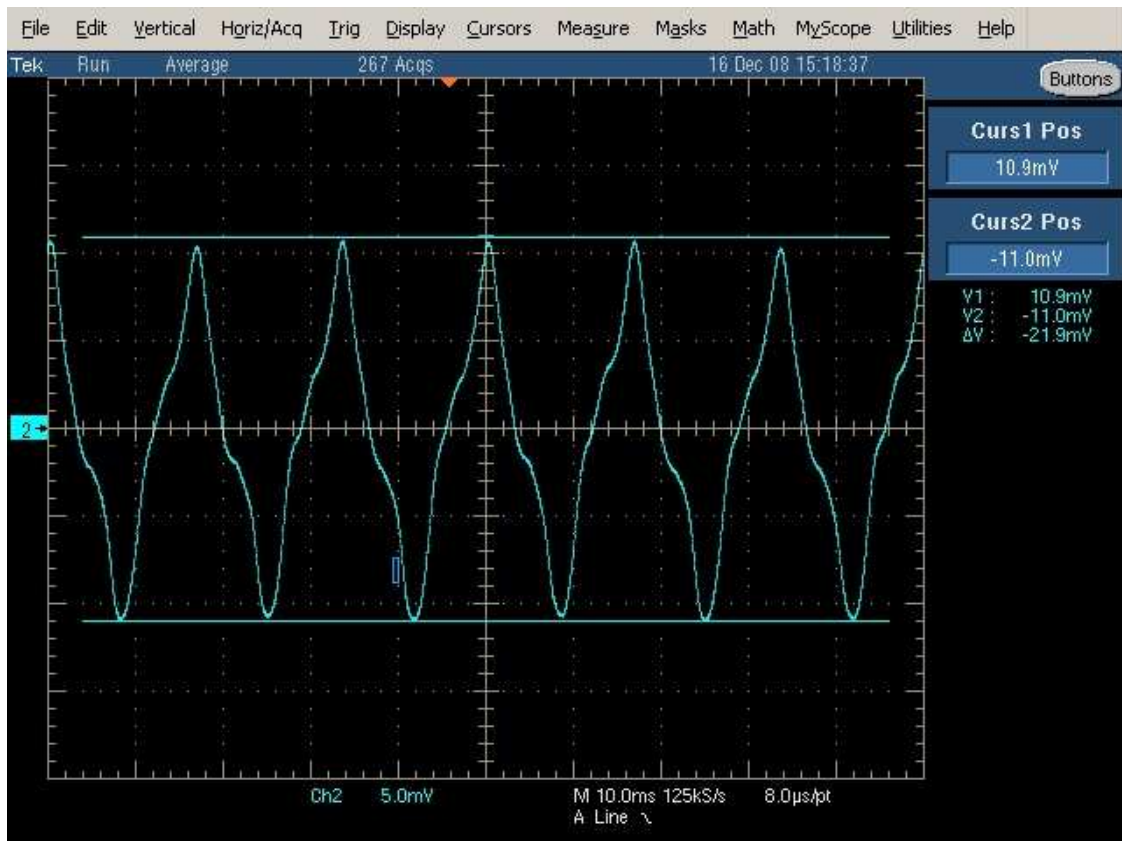 File Edit Vertical Horiz/Acq Trig Display Cursors Measure Masks Math MyScope Utilities Help
Tek Run Average 267 Acqs 16 Dec 08 15:18:37
Buttons
Curs1 Pos
10.9mV
Curs2 Pos
-11.0mV
V1 : 10.9mV
V2 : -11.0mV
ΔV : -21.9mV
2
Ch2 5.0mV M 10.0ms 125kS/s 8.0µs/pt
A Line